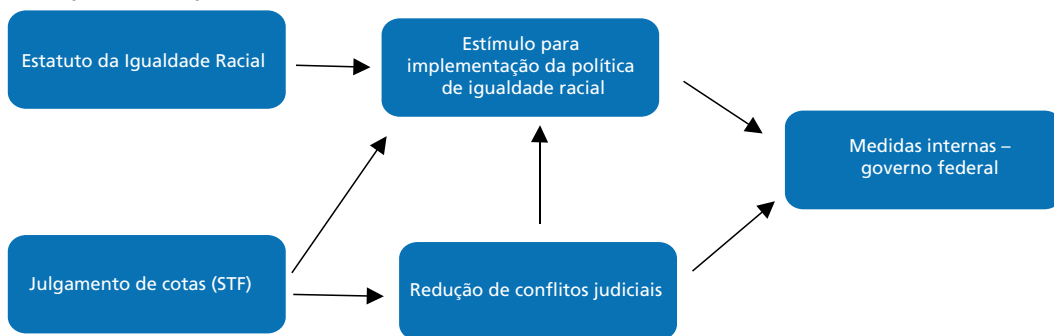 Estatuto da Igualdade Racial
Estímulo para
implementação da política
de igualdade racial
Medidas internas –
governo federal
Julgamento de cotas (STF)
Redução de conflitos judiciais